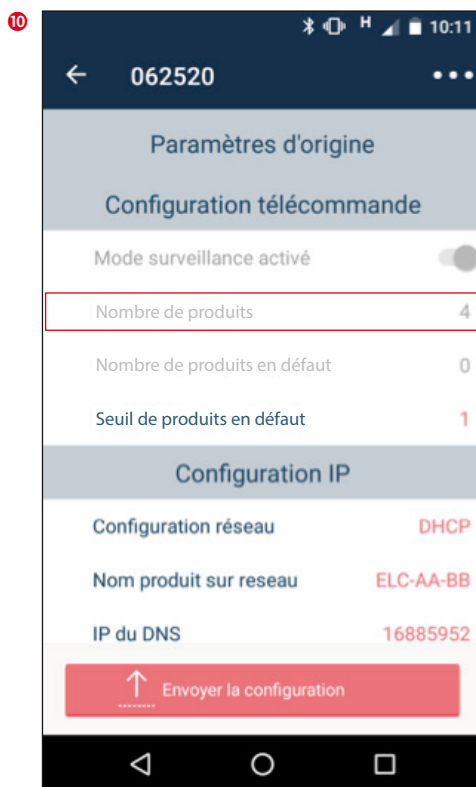 10
H 10:11
062520
Paramètres d'origine
Configuration télécommande
Mode surveillance activé
Nombre de produits 4
Nombre de produits en défaut 0
Seuil de produits en défaut 1
Configuration IP
Configuration réseau DHCP
Nom produit sur reseau ELC-AA-BB
IP du DNS 16885952
Envoyer la configuration